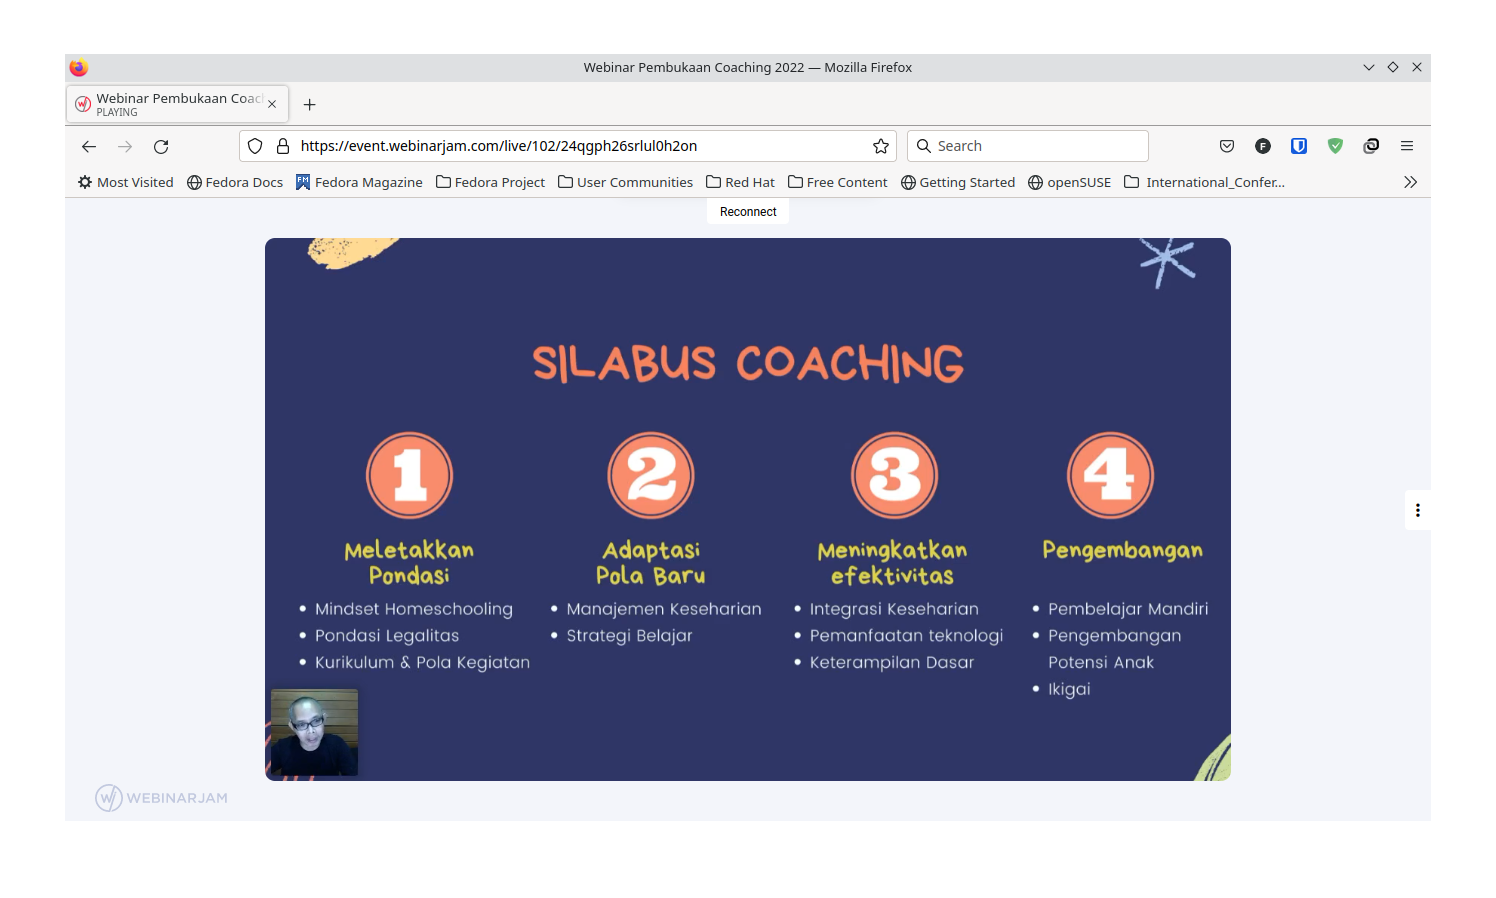 Webinar Pembukaan Coaching 2022 — Mozilla Firefox
Webinar Pembukaan Coach
PLAYING
https://event.webinarjam.com/live/102/24qgph26srlul0h2on
Search
Most Visited Fedora Docs Fedora Magazine Fedora Project User Communities Red Hat Free Content Getting Started openSUSE International_Confer...
Reconnect
SILABUS COACHING
1
Meletakkan
Pondasi
• Mindset Homeschooling
• Pondasi Legalitas
• Kurikulum & Pola Kegiatan
2
Adaptasi
Pola Baru
• Manajemen Keseharian
• Strategi Belajar
3
Meningkatkan
efektivitas
• Integrasi Keseharian
• Pemanfaatan teknologi
• Keterampilan Dasar
4
Pengembangan
• Pembelajar Mandiri
• Pengembangan
Potensi Anak
• Ikigai
WEBINARJAM